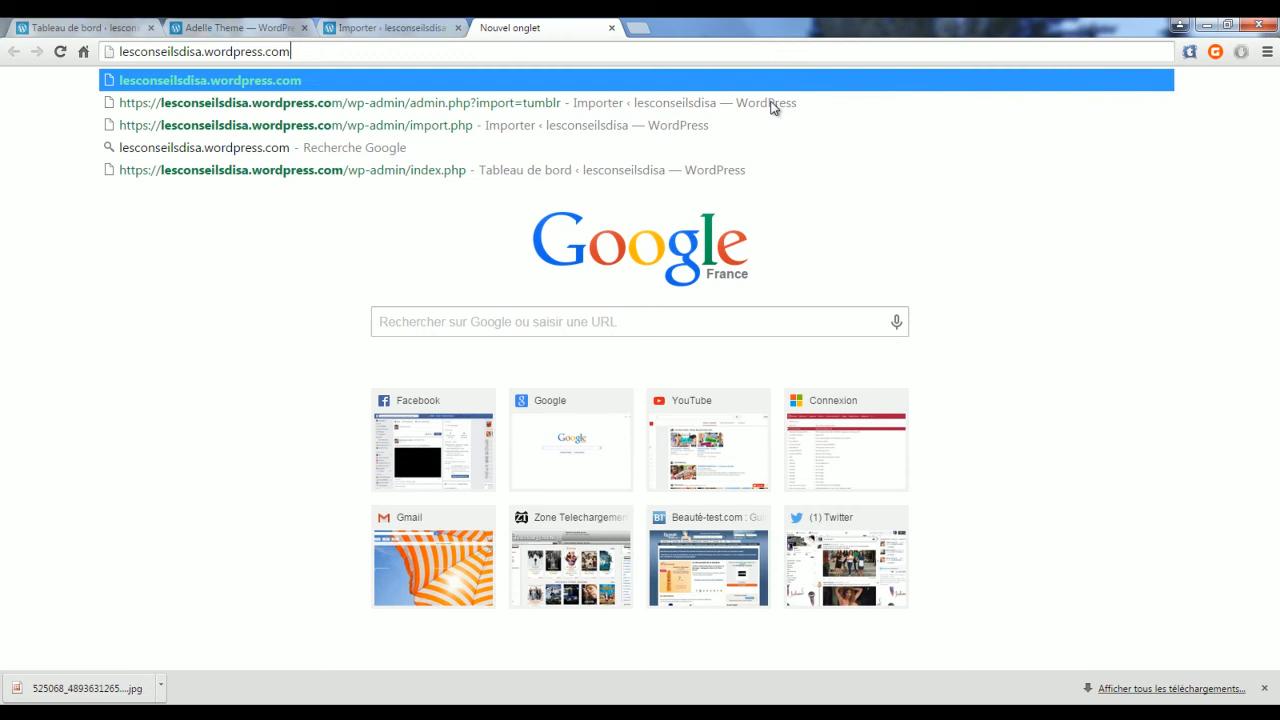 Tableau de bord ‹ lescons
Adelle Theme — WordPre
Importer ‹ lesconseilsdisa
Nouvel onglet
lesconseilsdisa.wordpress.com
lesconseilsdisa.wordpress.com
https://lesconseilsdisa.wordpress.com/wp-admin/admin.php?import=tumblr - Importer ‹ lesconseilsdisa — WordPress
https://lesconseilsdisa.wordpress.com/wp-admin/import.php - Importer ‹ lesconseilsdisa — WordPress
lesconseilsdisa.wordpress.com - Recherche Google
https://lesconseilsdisa.wordpress.com/wp-admin/index.php - Tableau de bord ‹ lesconseilsdisa — WordPress
Google
France
Rechercher sur Google ou saisir une URL
Facebook
Google
YouTube
Connexion
Google
Gmail
Zone Telechargemen
Beauté-test.com : Gui
(1) Twitter
525068_4893631265....jpg
Afficher tous les téléchargements...